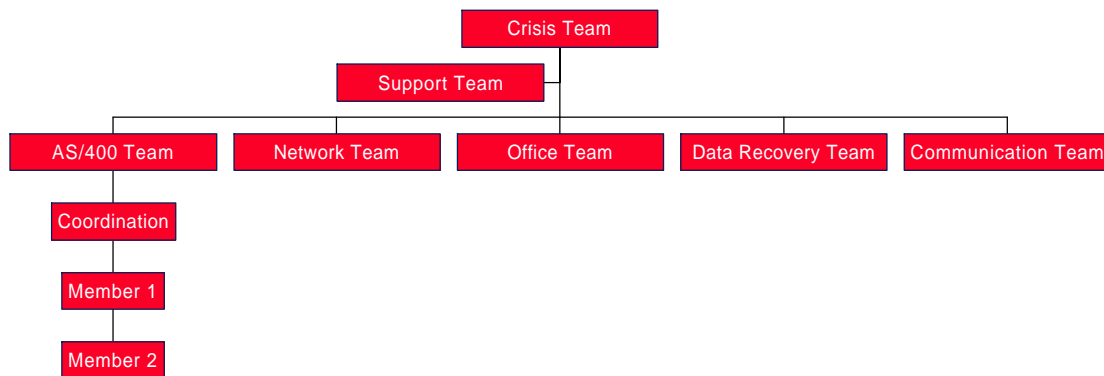 Crisis Team
Support Team
AS/400 Team
Network Team
Office Team
Data Recovery Team
Communication Team
Coordination
Member 1
Member 2